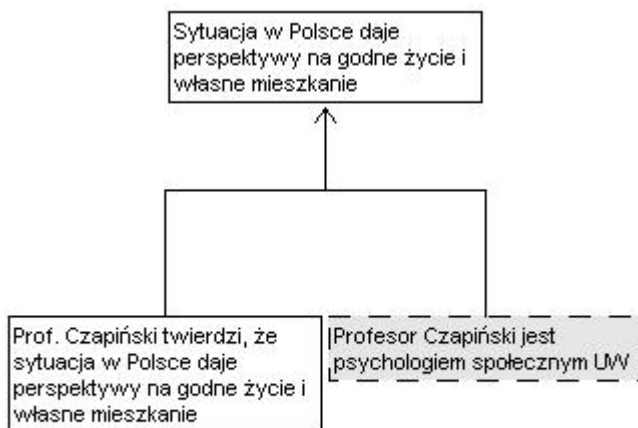 Sytuacja w Polsce daje
perspektywy na godne życie i
własne mieszkanie
Prof. Czapiński twierdzi, że
sytuacja w Polsce daje
perspektywy na godne życie i
własne mieszkanie
Profesor Czapiński jest
psychologiem społecznym UW